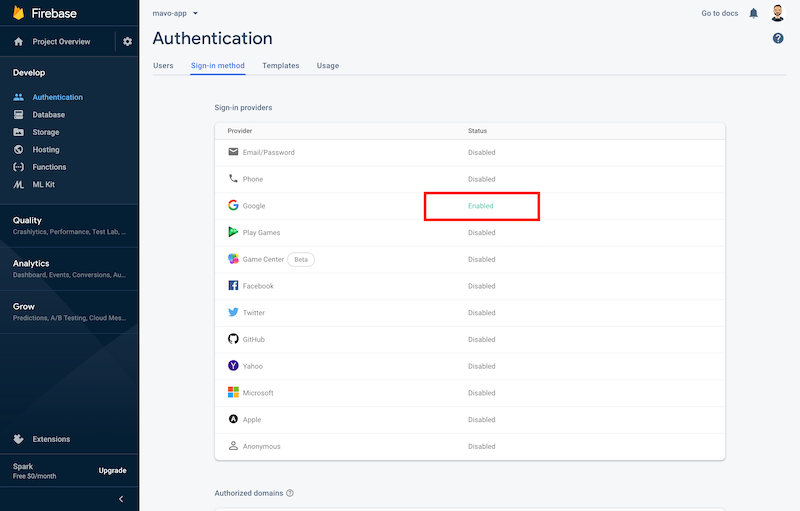 Firebase
Project Overview
Develop
Authentication
Database
Storage
Hosting
Functions
ML Kit
Quality
Crashlytics, Performance, Test Lab, ...
Analytics
Dashboard, Events, Conversions, Au...
Grow
Predictions, A/B Testing, Cloud Mes...
Extensions
Spark
Free $0/month
Upgrade
mavo-app
Go to docs
Authentication
Users Sign-in method Templates Usage
Sign-in providers
Provider Status
Email/Password Disabled
Phone Disabled
Google Enabled
Play Games Disabled
Game Center Beta Disabled
Facebook Disabled
Twitter Disabled
GitHub Disabled
Yahoo Disabled
Microsoft Disabled
Apple Disabled
Anonymous Disabled
Authorized domains